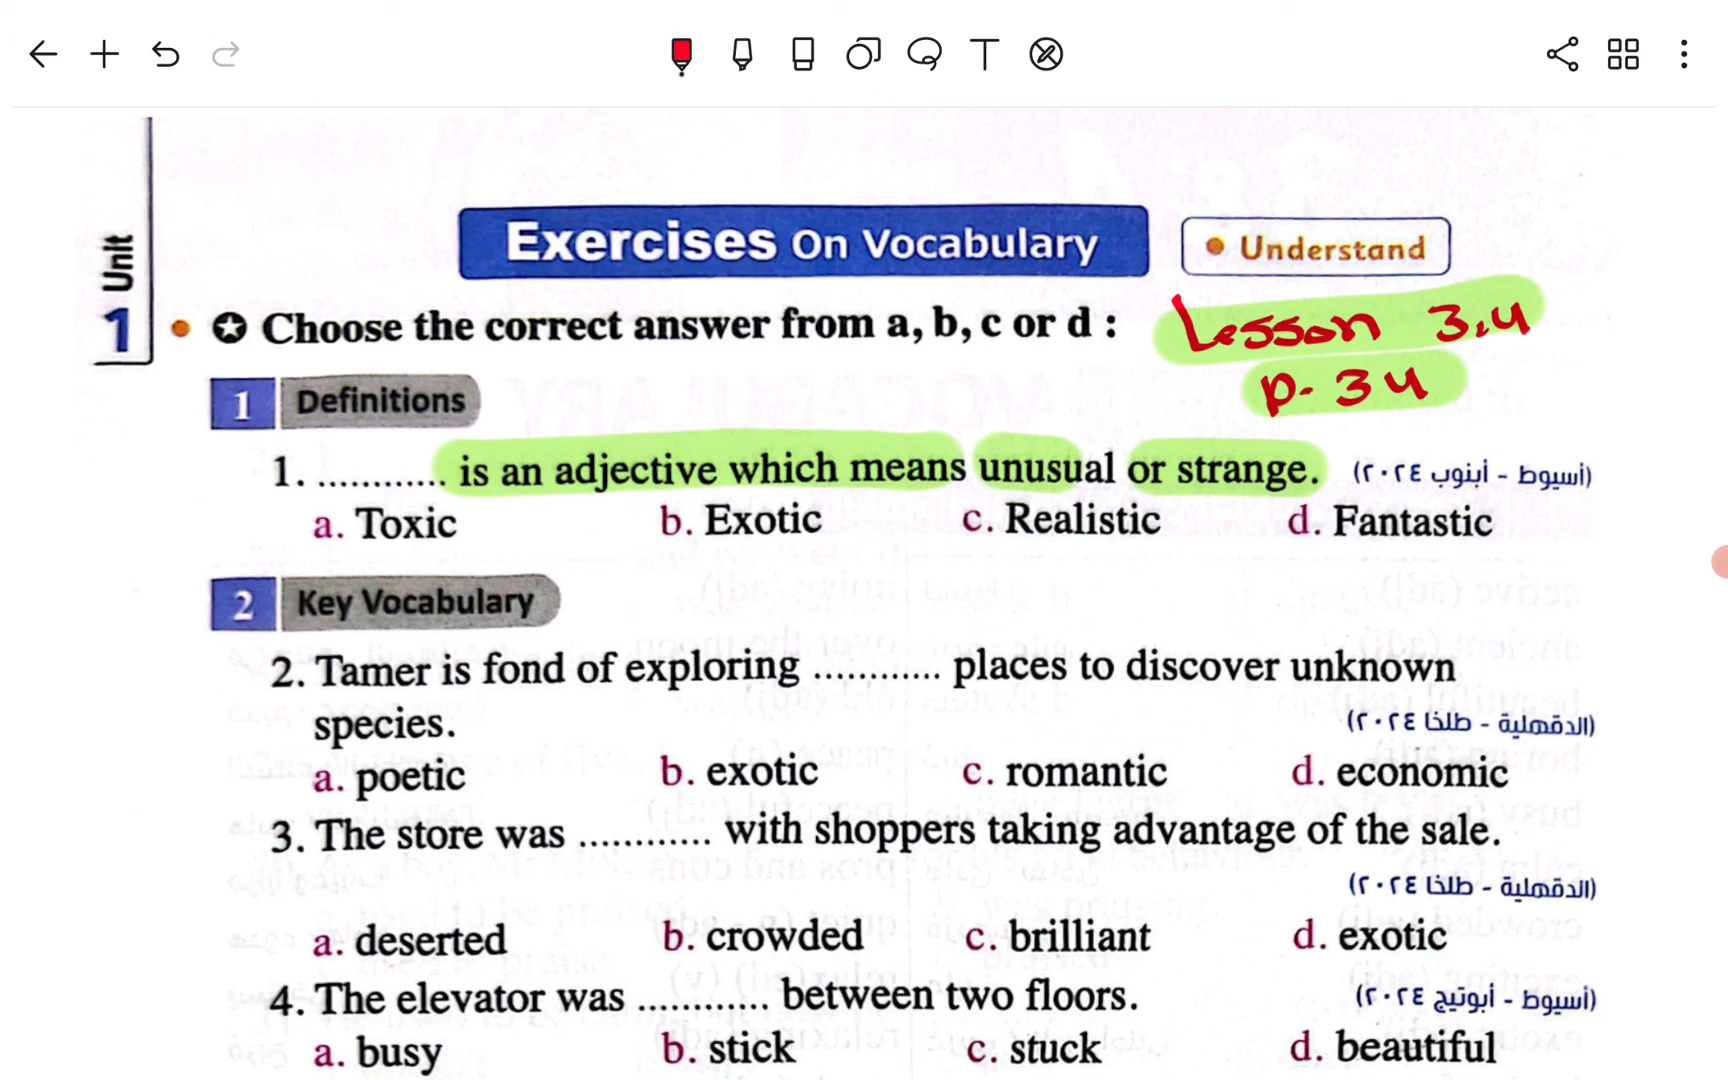 Unit
1
Exercises On Vocabulary
Understand
Choose the correct answer from a, b, c or d :
Lesson 3,4
p. 34
1 Definitions
1. ............ is an adjective which means unusual or strange. (أسيوط - أبنوب ٢٠٢٤)
a. Toxic b. Exotic c. Realistic d. Fantastic
2 Key Vocabulary
2. Tamer is fond of exploring ............ places to discover unknown
species. (الدقهلية - طلخا ٢٠٢٤)
a. poetic b. exotic c. romantic d. economic
3. The store was ............ with shoppers taking advantage of the sale.
(الدقهلية - طلخا ٢٠٢٤)
a. deserted b. crowded c. brilliant d. exotic
4. The elevator was ............ between two floors. (أسيوط - أبوتيج ٢٠٢٤)
a. busy b. stick c. stuck d. beautiful